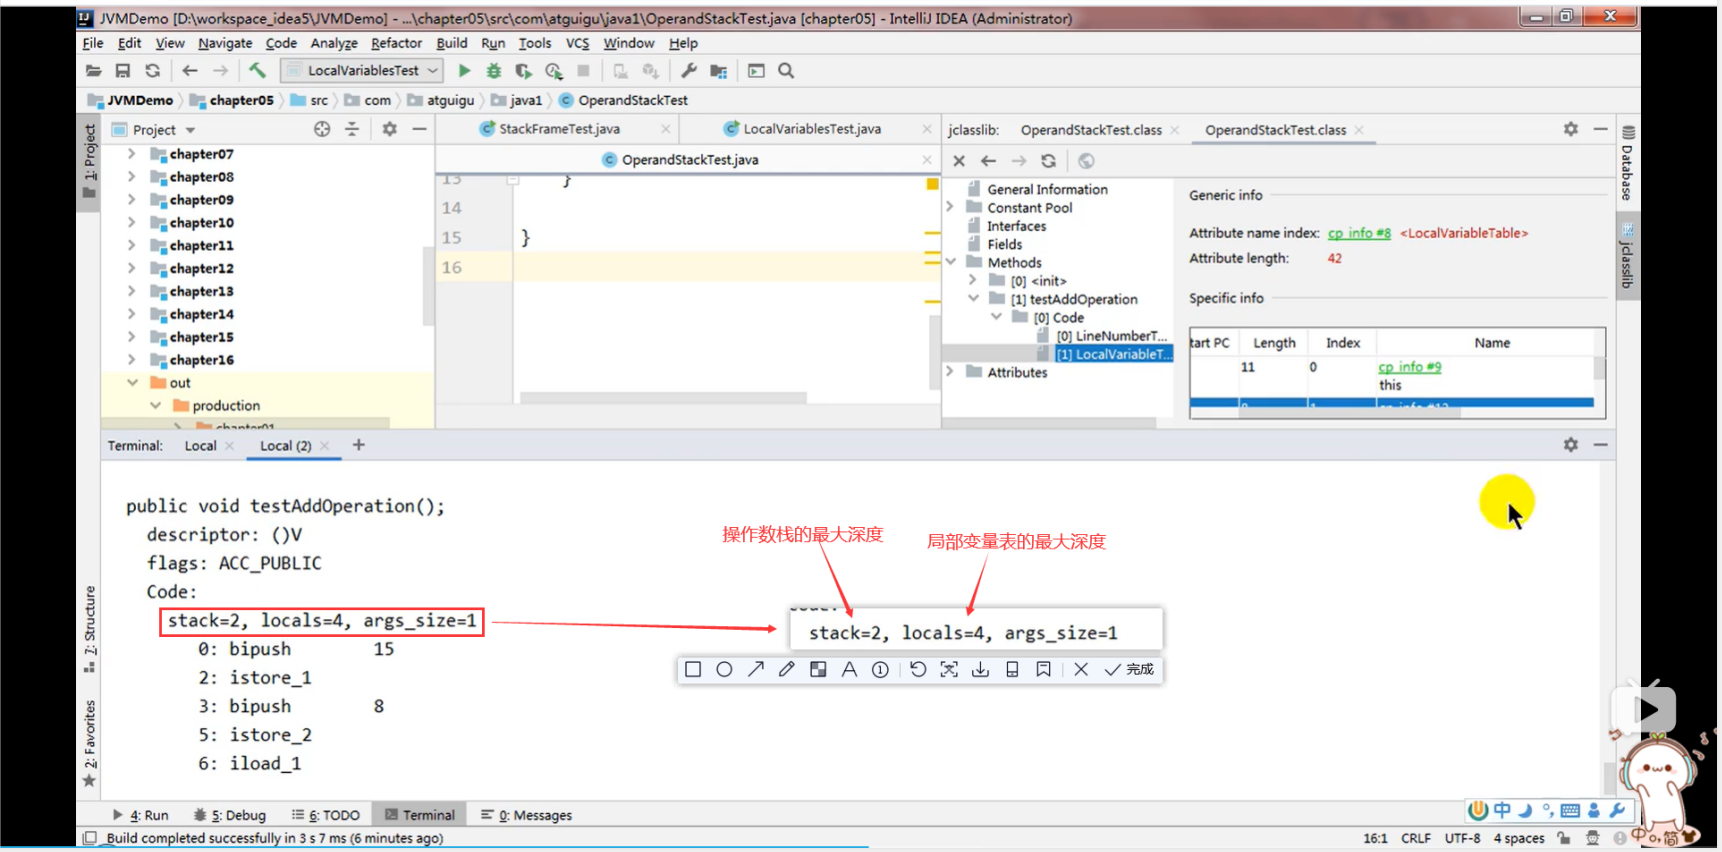 JVMDemo [D:\workspace_idea5\JVMDemo] - ...\chapter05\src\com\atguigu\java1\OperandStackTest.java [chapter05] - IntelliJ IDEA (Administrator)
File Edit View Navigate Code Analyze Refactor Build Run Tools VCS Window Help
LocalVariablesTest
JVMDemo chapter05 src com atguigu java1 OperandStackTest
1: Project
Project
chapter07
chapter08
chapter09
chapter10
chapter11
chapter12
chapter13
chapter14
chapter15
chapter16
out
production
chapter01
StackFrameTest.java LocalVariablesTest.java
OperandStackTest.java
13 }
14
15 }
16
jclasslib: OperandStackTest.class OperandStackTest.class
General Information
Constant Pool
Interfaces
Fields
Methods
[0] <init>
[1] testAddOperation
[0] Code
[0] LineNumberT...
[1] LocalVariableT...
Attributes
Generic info
Attribute name index: cp info #8 <LocalVariableTable>
Attribute length: 42
Specific info
tart PC Length Index Name
11 0 cp info #9
this
Database
jclasslib
Terminal: Local Local (2) +
public void testAddOperation();
descriptor: ()V
flags: ACC_PUBLIC
Code:
stack=2, locals=4, args_size=1
0: bipush 15
2: istore_1
3: bipush 8
5: istore_2
6: iload_1
操作数栈的最大深度
局部变量表的最大深度
stack=2, locals=4, args_size=1
完成
7: Structure
2: Favorites
4: Run 5: Debug 6: TODO Terminal 0: Messages
中
Build completed successfully in 3 s 7 ms (6 minutes ago)
16:1 CRLF UTF-8 4 spaces
中 简